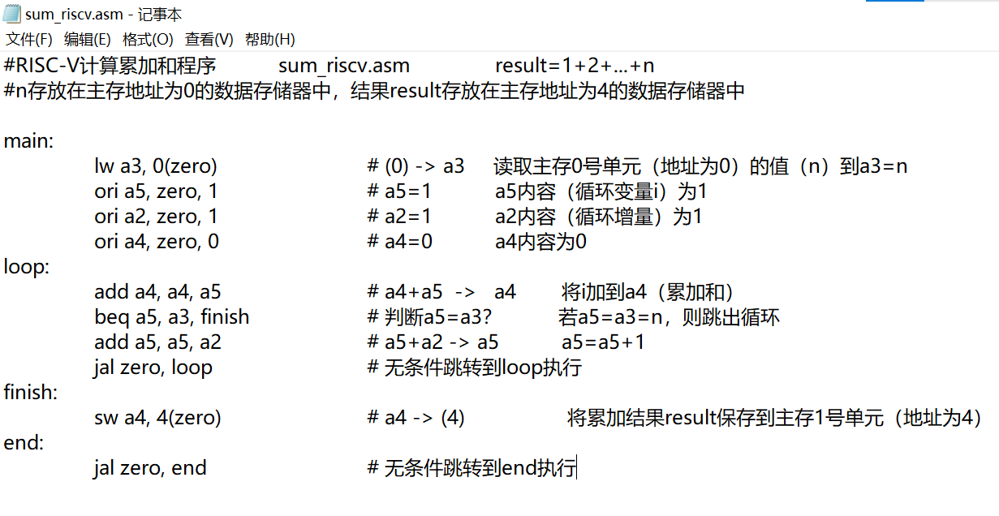 sum_riscv.asm - 记事本
文件(F) 编辑(E) 格式(O) 查看(V) 帮助(H)
#RISC-V计算累加和程序 sum_riscv.asm result=1+2+...+n
#n存放在主存地址为0的数据存储器中，结果result存放在主存地址为4的数据存储器中
main:
lw a3, 0(zero) # (0) -> a3 读取主存0号单元（地址为0）的值（n）到a3=n
ori a5, zero, 1 # a5=1 a5内容（循环变量i）为1
ori a2, zero, 1 # a2=1 a2内容（循环增量）为1
ori a4, zero, 0 # a4=0 a4内容为0
loop:
add a4, a4, a5 # a4+a5 -> a4 将i加到a4（累加和）
beq a5, a3, finish # 判断a5=a3? 若a5=a3=n，则跳出循环
add a5, a5, a2 # a5+a2 -> a5 a5=a5+1
jal zero, loop # 无条件跳转到loop执行
finish:
sw a4, 4(zero) # a4 -> (4) 将累加结果result保存到主存1号单元（地址为4）
end:
jal zero, end # 无条件跳转到end执行